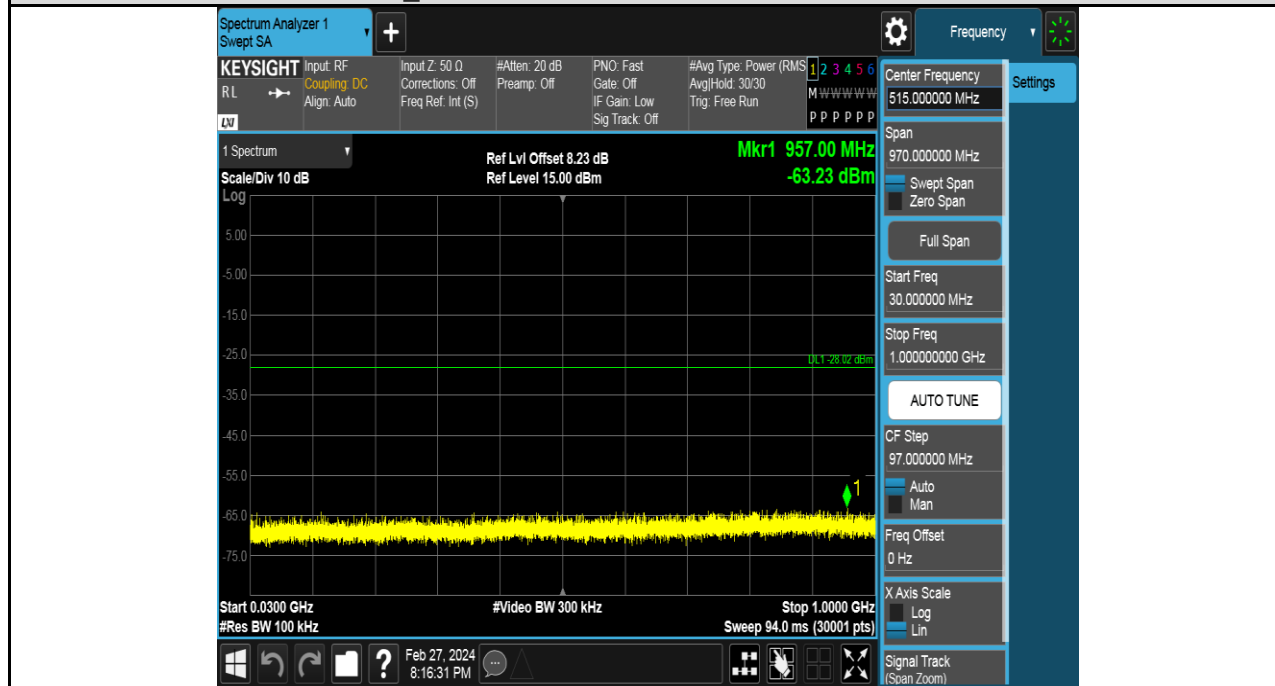 Spectrum Analyzer 1
Swept SA
+
Frequency
KEYSIGHT
RL
LXI
Input: RF
Coupling: DC
Align: Auto
Input Z: 50 Ω
Corrections: Off
Freq Ref: Int (S)
#Atten: 20 dB
Preamp: Off
PNO: Fast
Gate: Off
IF Gain: Low
Sig Track: Off
#Avg Type: Power (RMS
Avg|Hold: 30/30
Trig: Free Run
1 2 3 4 5 6
M W W W W W
P P P P P P
1 Spectrum
Scale/Div 10 dB
Log
Ref Lvl Offset 8.23 dB
Ref Level 15.00 dBm
Mkr1 957.00 MHz
-63.23 dBm
5.00
-5.00
-15.0
-25.0
DL1 -28.02 dBm
-35.0
-45.0
-55.0
1
-65.0
-75.0
Start 0.0300 GHz
#Res BW 100 kHz
#Video BW 300 kHz
Stop 1.0000 GHz
Sweep 94.0 ms (30001 pts)
Center Frequency
515.000000 MHz
Settings
Span
970.000000 MHz
Swept Span
Zero Span
Full Span
Start Freq
30.000000 MHz
Stop Freq
1.000000000 GHz
AUTO TUNE
CF Step
97.000000 MHz
Auto
Man
Freq Offset
0 Hz
X Axis Scale
Log
Lin
Signal Track
(Span Zoom)
?
Feb 27, 2024
8:16:31 PM